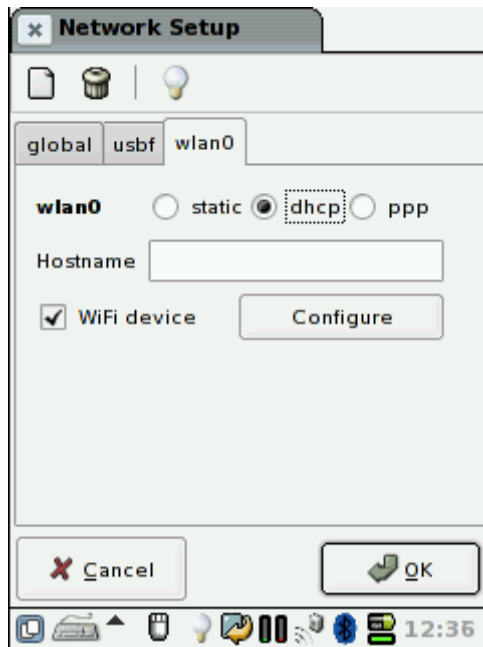 Network Setup
global usbf wlan0
wlan0 static dhcp ppp
Hostname
WiFi device Configure
Cancel OK
12:36